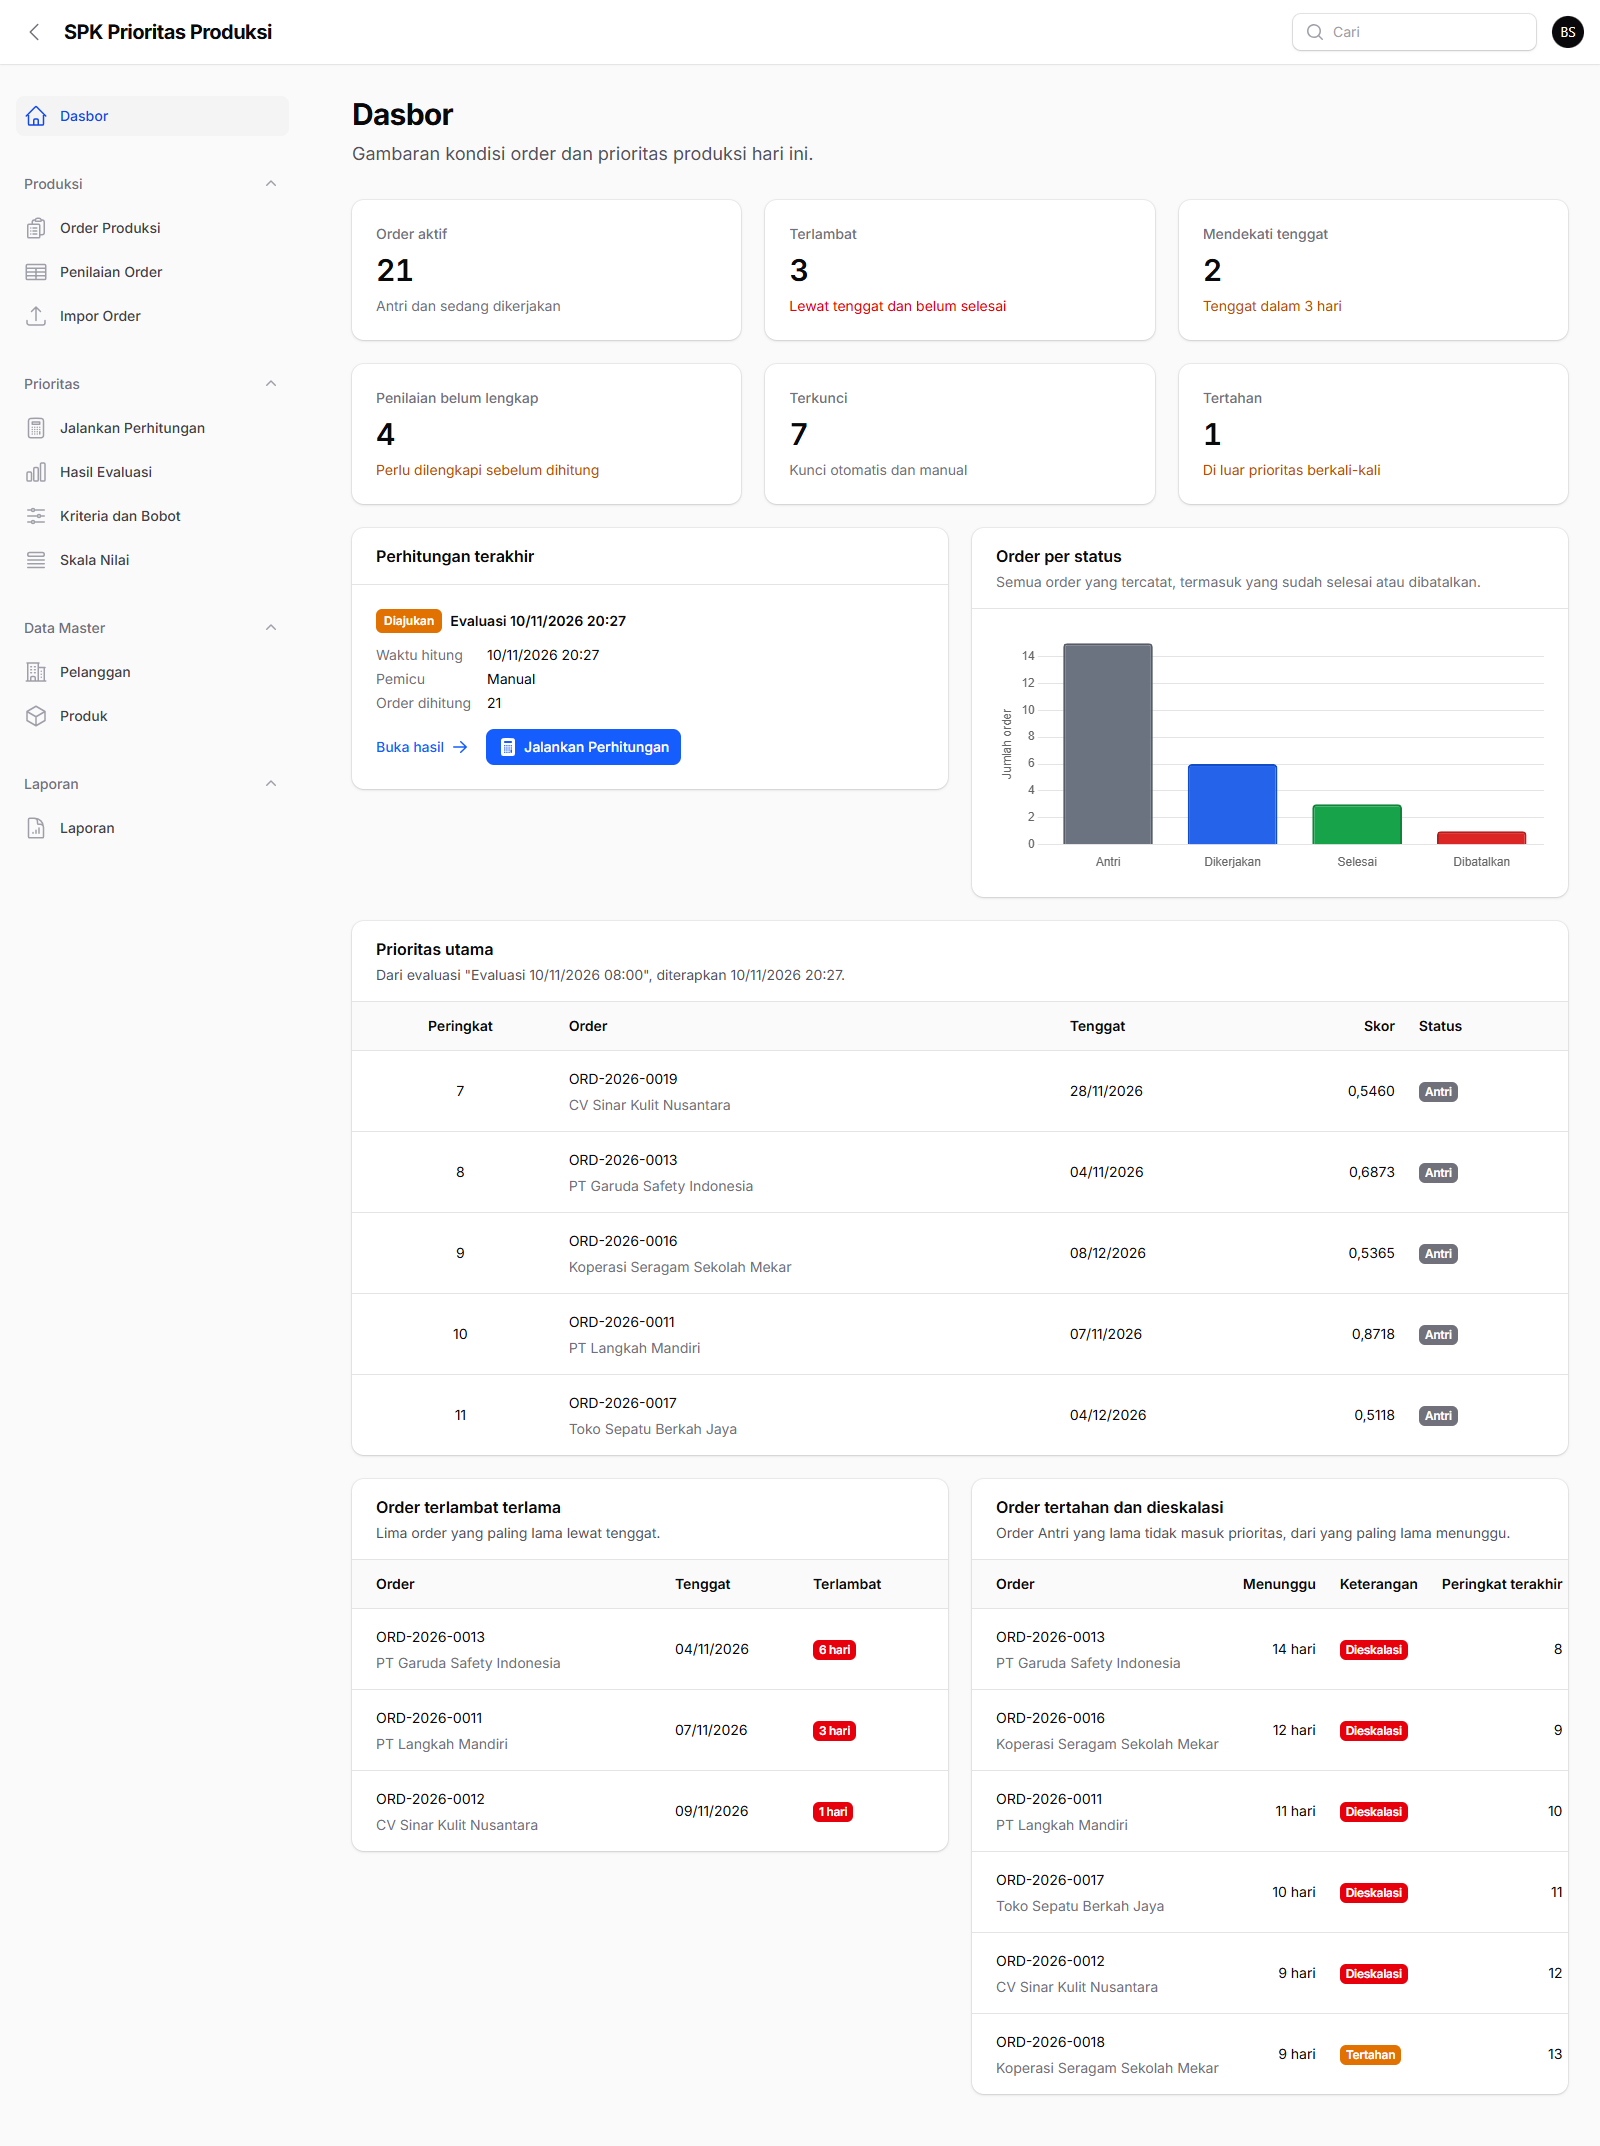 SPK Prioritas Produksi
Cari
BS
Dasbor
Produksi
Order Produksi
Penilaian Order
Impor Order
Prioritas
Jalankan Perhitungan
Hasil Evaluasi
Kriteria dan Bobot
Skala Nilai
Data Master
Pelanggan
Produk
Laporan
Laporan
Dasbor
Gambaran kondisi order dan prioritas produksi hari ini.
Order aktif
21
Antri dan sedang dikerjakan
Terlambat
3
Lewat tenggat dan belum selesai
Mendekati tenggat
2
Tenggat dalam 3 hari
Penilaian belum lengkap
4
Perlu dilengkapi sebelum dihitung
Terkunci
7
Kunci otomatis dan manual
Tertahan
1
Di luar prioritas berkali-kali
Perhitungan terakhir
Diajukan Evaluasi 10/11/2026 20:27
Waktu hitung 10/11/2026 20:27
Pemicu Manual
Order dihitung 21
Buka hasil Jalankan Perhitungan
Order per status
Semua order yang tercatat, termasuk yang sudah selesai atau dibatalkan.
Jumlah order
14
12
10
8
6
4
2
0
Antri Dikerjakan Selesai Dibatalkan
Prioritas utama
Dari evaluasi "Evaluasi 10/11/2026 08:00", diterapkan 10/11/2026 20:27.
Peringkat Order Tenggat Skor Status
7 ORD-2026-0019 28/11/2026 0,5460 Antri
CV Sinar Kulit Nusantara
8 ORD-2026-0013 04/11/2026 0,6873 Antri
PT Garuda Safety Indonesia
9 ORD-2026-0016 08/12/2026 0,5365 Antri
Koperasi Seragam Sekolah Mekar
10 ORD-2026-0011 07/11/2026 0,8718 Antri
PT Langkah Mandiri
11 ORD-2026-0017 04/12/2026 0,5118 Antri
Toko Sepatu Berkah Jaya
Order terlambat terlama
Lima order yang paling lama lewat tenggat.
Order Tenggat Terlambat
ORD-2026-0013 04/11/2026 6 hari
PT Garuda Safety Indonesia
ORD-2026-0011 07/11/2026 3 hari
PT Langkah Mandiri
ORD-2026-0012 09/11/2026 1 hari
CV Sinar Kulit Nusantara
Order tertahan dan dieskalasi
Order Antri yang lama tidak masuk prioritas, dari yang paling lama menunggu.
Order Menunggu Keterangan Peringkat terakhir
ORD-2026-0013 14 hari Dieskalasi 8
PT Garuda Safety Indonesia
ORD-2026-0016 12 hari Dieskalasi 9
Koperasi Seragam Sekolah Mekar
ORD-2026-0011 11 hari Dieskalasi 10
PT Langkah Mandiri
ORD-2026-0017 10 hari Dieskalasi 11
Toko Sepatu Berkah Jaya
ORD-2026-0012 9 hari Dieskalasi 12
CV Sinar Kulit Nusantara
ORD-2026-0018 9 hari Tertahan 13
Koperasi Seragam Sekolah Mekar